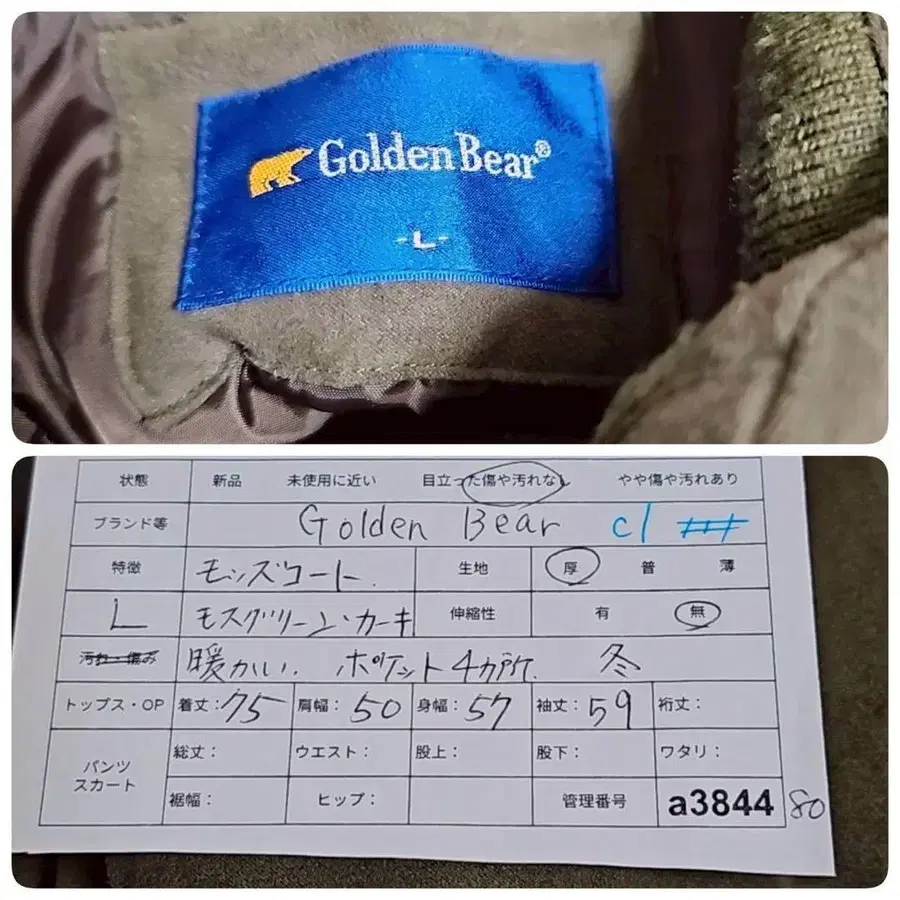 Golden Bear®
-L-
状態 新品 未使用に近い 目立った傷や汚れなし やや傷や汚れあり
ブランド等 Golden Bear
特徴 モッズコート. 生地 厚 普 薄
L モスグリーン・カーキ 伸縮性 有 無
汚れ・傷み 暖かい. ポケット4カ所. 冬
トップス・OP 着丈:75 肩幅:50 身幅:57 袖丈:59 裄丈:
パンツ
スカート
総丈: ウエスト: 股上: 股下: ワタリ:
裾幅: ヒップ: 管理番号 a3844 80